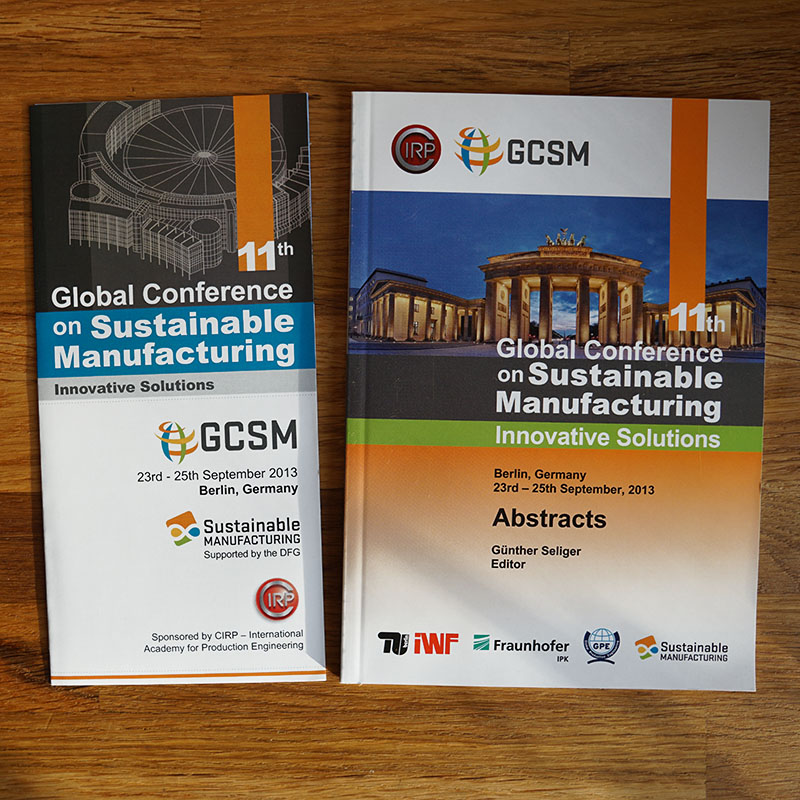 11th
Global Conference
on Sustainable
Manufacturing
Innovative Solutions
GCSM
23rd - 25th September 2013
Berlin, Germany
Sustainable
MANUFACTURING
Supported by the DFG
CIRP
Sponsored by CIRP – International
Academy for Production Engineering
CIRP GCSM
11th
Global Conference
on Sustainable
Manufacturing
Innovative Solutions
Berlin, Germany
23rd – 25th September, 2013
Abstracts
Günther Seliger
Editor
iWF
Fraunhofer
IPK
GPE
Sustainable
MANUFACTURING